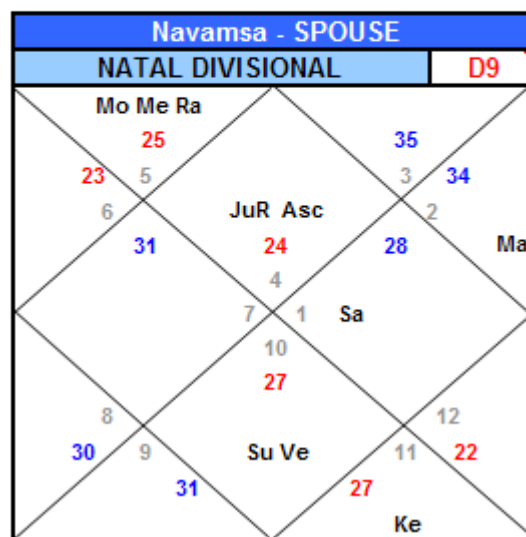 Navamsa - SPOUSE
NATAL DIVISIONAL D9
Mo Me Ra
25 35
23 5 3 34
6 JuR Asc 2
31 24 28 Ma
4
7 1 Sa
10
27
8 12
30 9 Su Ve 11 22
31 27
Ke